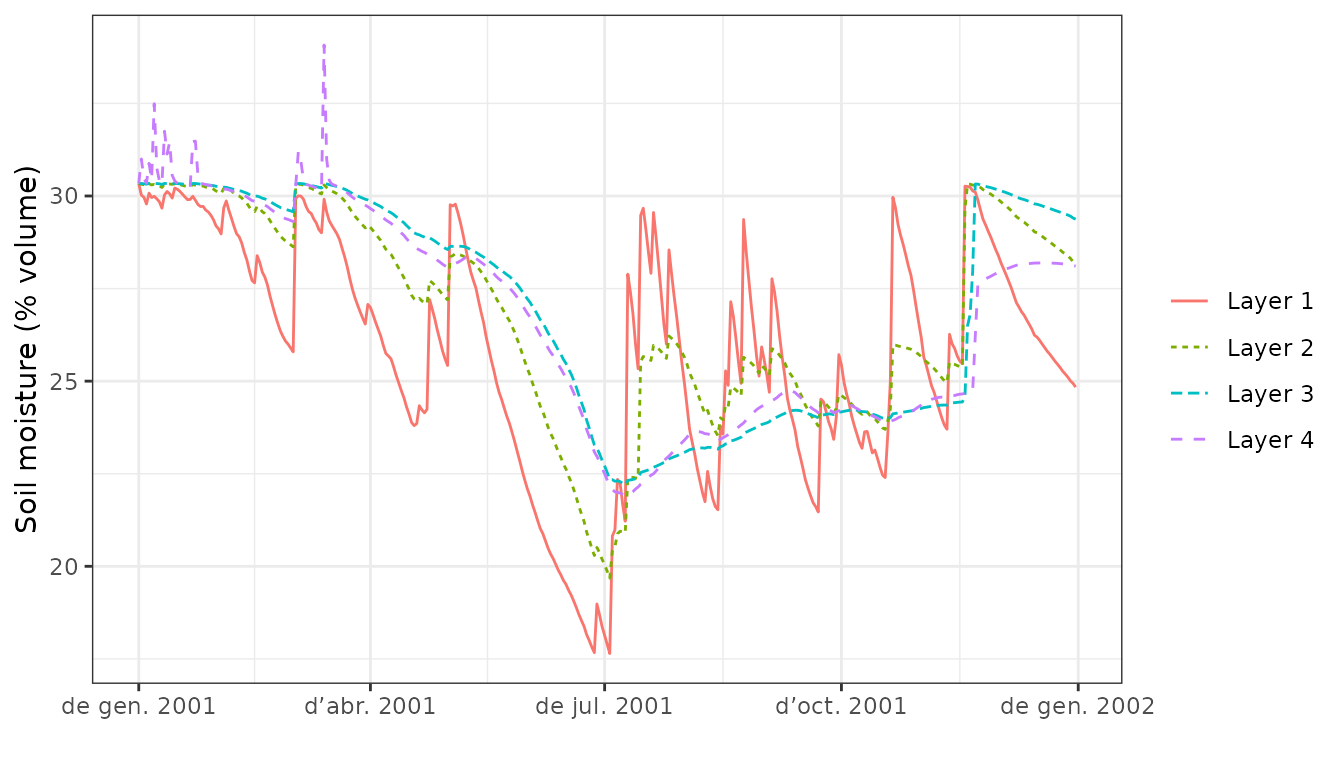 Soil moisture (% volume)
30
25
20
de gen. 2001
d’abr. 2001
de jul. 2001
d’oct. 2001
de gen. 2002
Layer 1
Layer 2
Layer 3
Layer 4